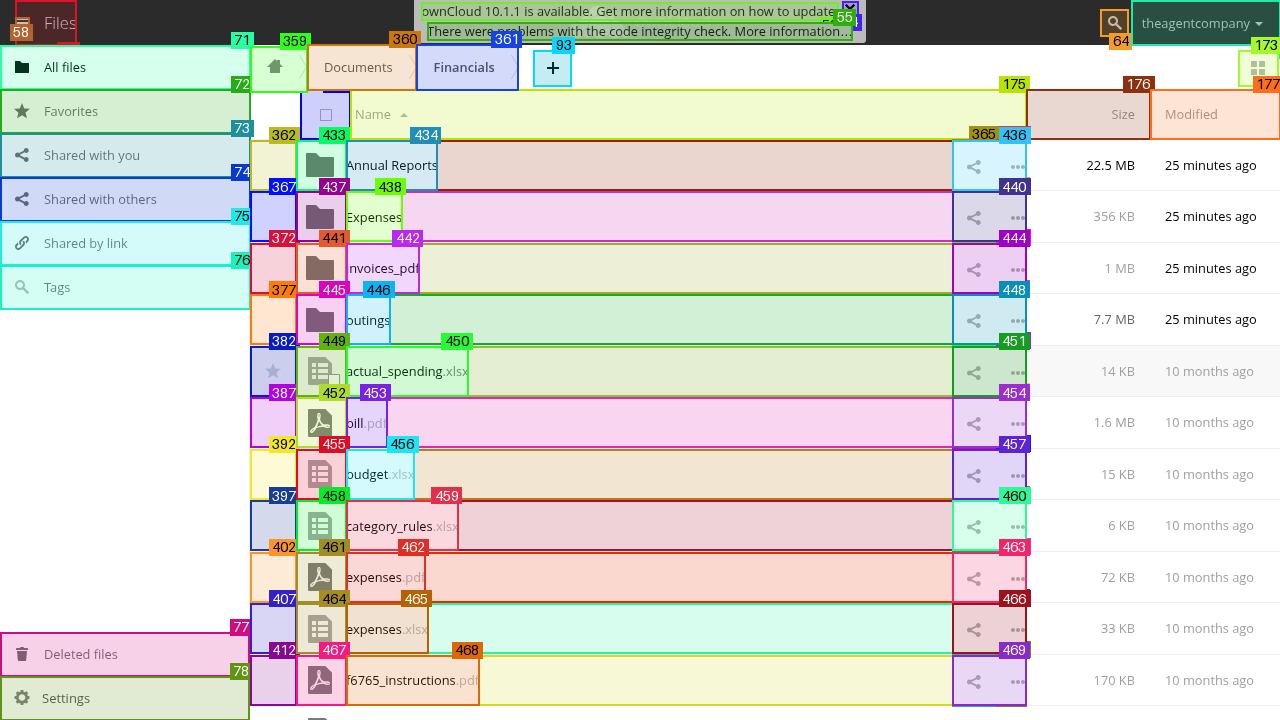 ownCloud 10.1.1 is available. Get more information on how to update.
There were problems with the code integrity check. More information…
55
58
Files
64
theagentcompany
71
All files
359
360
Documents
361
Financials
93
+
173
72
Favorites
175
176
177
Name
Size
Modified
73
Shared with you
362
433
434
365
436
Annual Reports
22.5 MB
25 minutes ago
74
Shared with others
367
437
438
440
Expenses
356 KB
25 minutes ago
75
Shared by link
372
441
442
444
invoices_pdf
1 MB
25 minutes ago
76
Tags
377
445
446
448
outings
7.7 MB
25 minutes ago
382
449
450
451
actual_spending.xlsx
14 KB
10 months ago
387
452
453
454
bill.pdf
1.6 MB
10 months ago
392
455
456
457
budget.xlsx
15 KB
10 months ago
397
458
459
460
category_rules.xlsx
6 KB
10 months ago
402
461
462
463
expenses.pdf
72 KB
10 months ago
407
464
465
466
expenses.xlsx
33 KB
10 months ago
77
Deleted files
412
467
468
469
f6765_instructions.pdf
170 KB
10 months ago
78
Settings